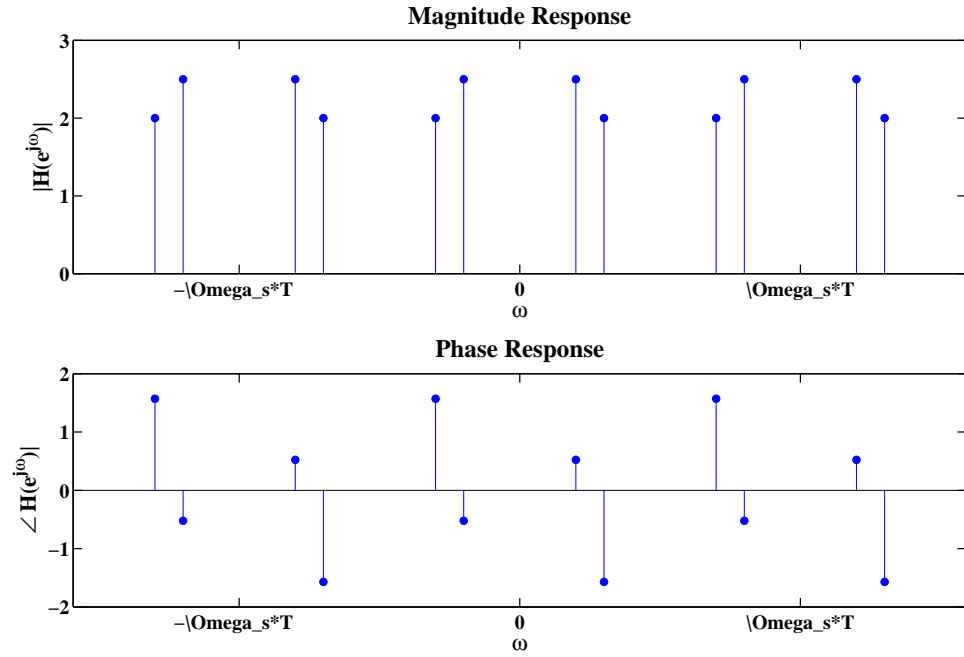 Magnitude Response
3
2
1
0
|H(e^{jω})|
−\Omega_s*T 0 \Omega_s*T
ω
Phase Response
2
1
0
−1
−2
∠ H(e^{jω})|
−\Omega_s*T 0 \Omega_s*T
ω